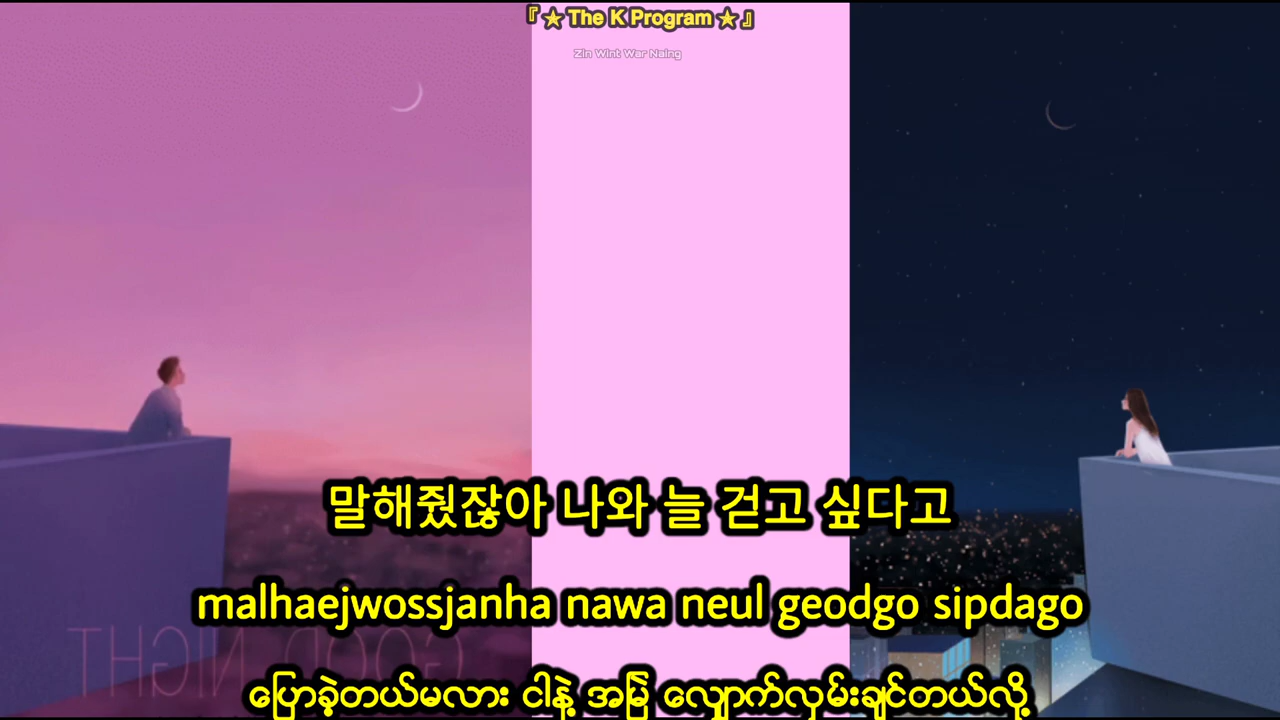 『 ★ The K Program ★ 』
Zin Wint War Naing
말해줬잖아 나와 늘 걷고 싶다고
malhaejwossjanha nawa neul geodgo sipdago
GOOD NIGHT
ပြောခဲ့တယ်မလား ငါနဲ့ အမြဲ လျှောက်လှမ်းချင်တယ်လို့